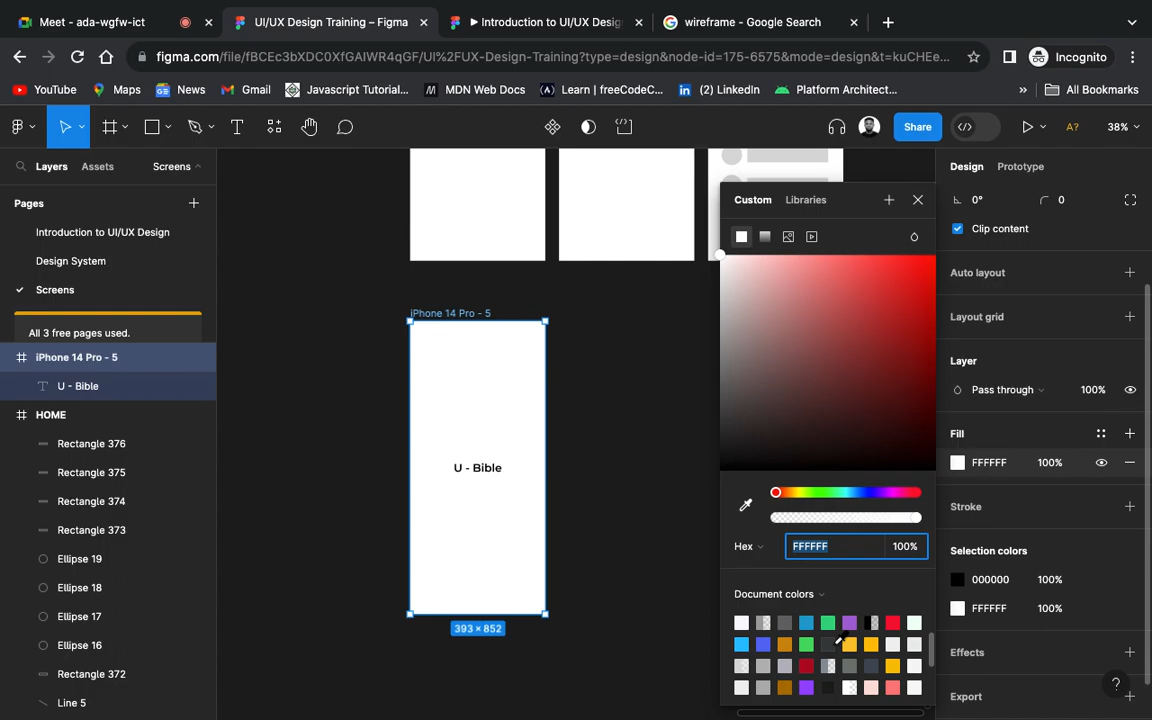 Meet – ada-wgfw-ict
UI/UX Design Training – Figma
Introduction to UI/UX Desig
wireframe - Google Search
figma.com/file/fBCEc3bXDC0XfGAIWR4qGF/UI%2FUX-Design-Training?type=design&node-id=175-6575&mode=design&t=kuCHEe...
Incognito
YouTube
Maps
News
Gmail
Javascript Tutorial...
MDN Web Docs
Learn | freeCodeC...
(2) LinkedIn
Platform Architect...
»
All Bookmarks
Share
A?
38%
Layers
Assets
Screens
Design
Prototype
Pages
Introduction to UI/UX Design
Design System
Screens
All 3 free pages used.
iPhone 14 Pro - 5
U - Bible
HOME
Rectangle 376
Rectangle 375
Rectangle 374
Rectangle 373
Ellipse 19
Ellipse 18
Ellipse 17
Ellipse 16
Rectangle 372
Line 5
iPhone 14 Pro - 5
U - Bible
393 × 852
Custom
Libraries
Hex
FFFFFF
100%
Document colors
0°
0
Clip content
Auto layout
Layout grid
Layer
Pass through
100%
Fill
FFFFFF
100%
Stroke
Selection colors
000000
100%
FFFFFF
100%
Effects
Export
?